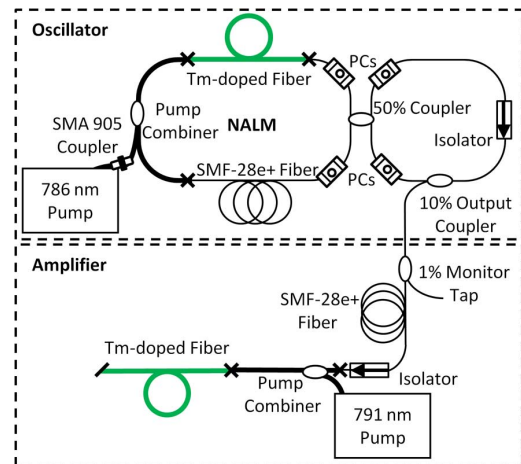 Oscillator
PCs
Tm-doped Fiber
Pump
Combiner
NALM
50% Coupler
Isolator
SMA 905
Coupler
SMF-28e+ Fiber
PCs
786 nm
Pump
10% Output
Coupler
Amplifier
1% Monitor
Tap
SMF-28e+
Fiber
Tm-doped Fiber
Pump
Combiner
Isolator
791 nm
Pump